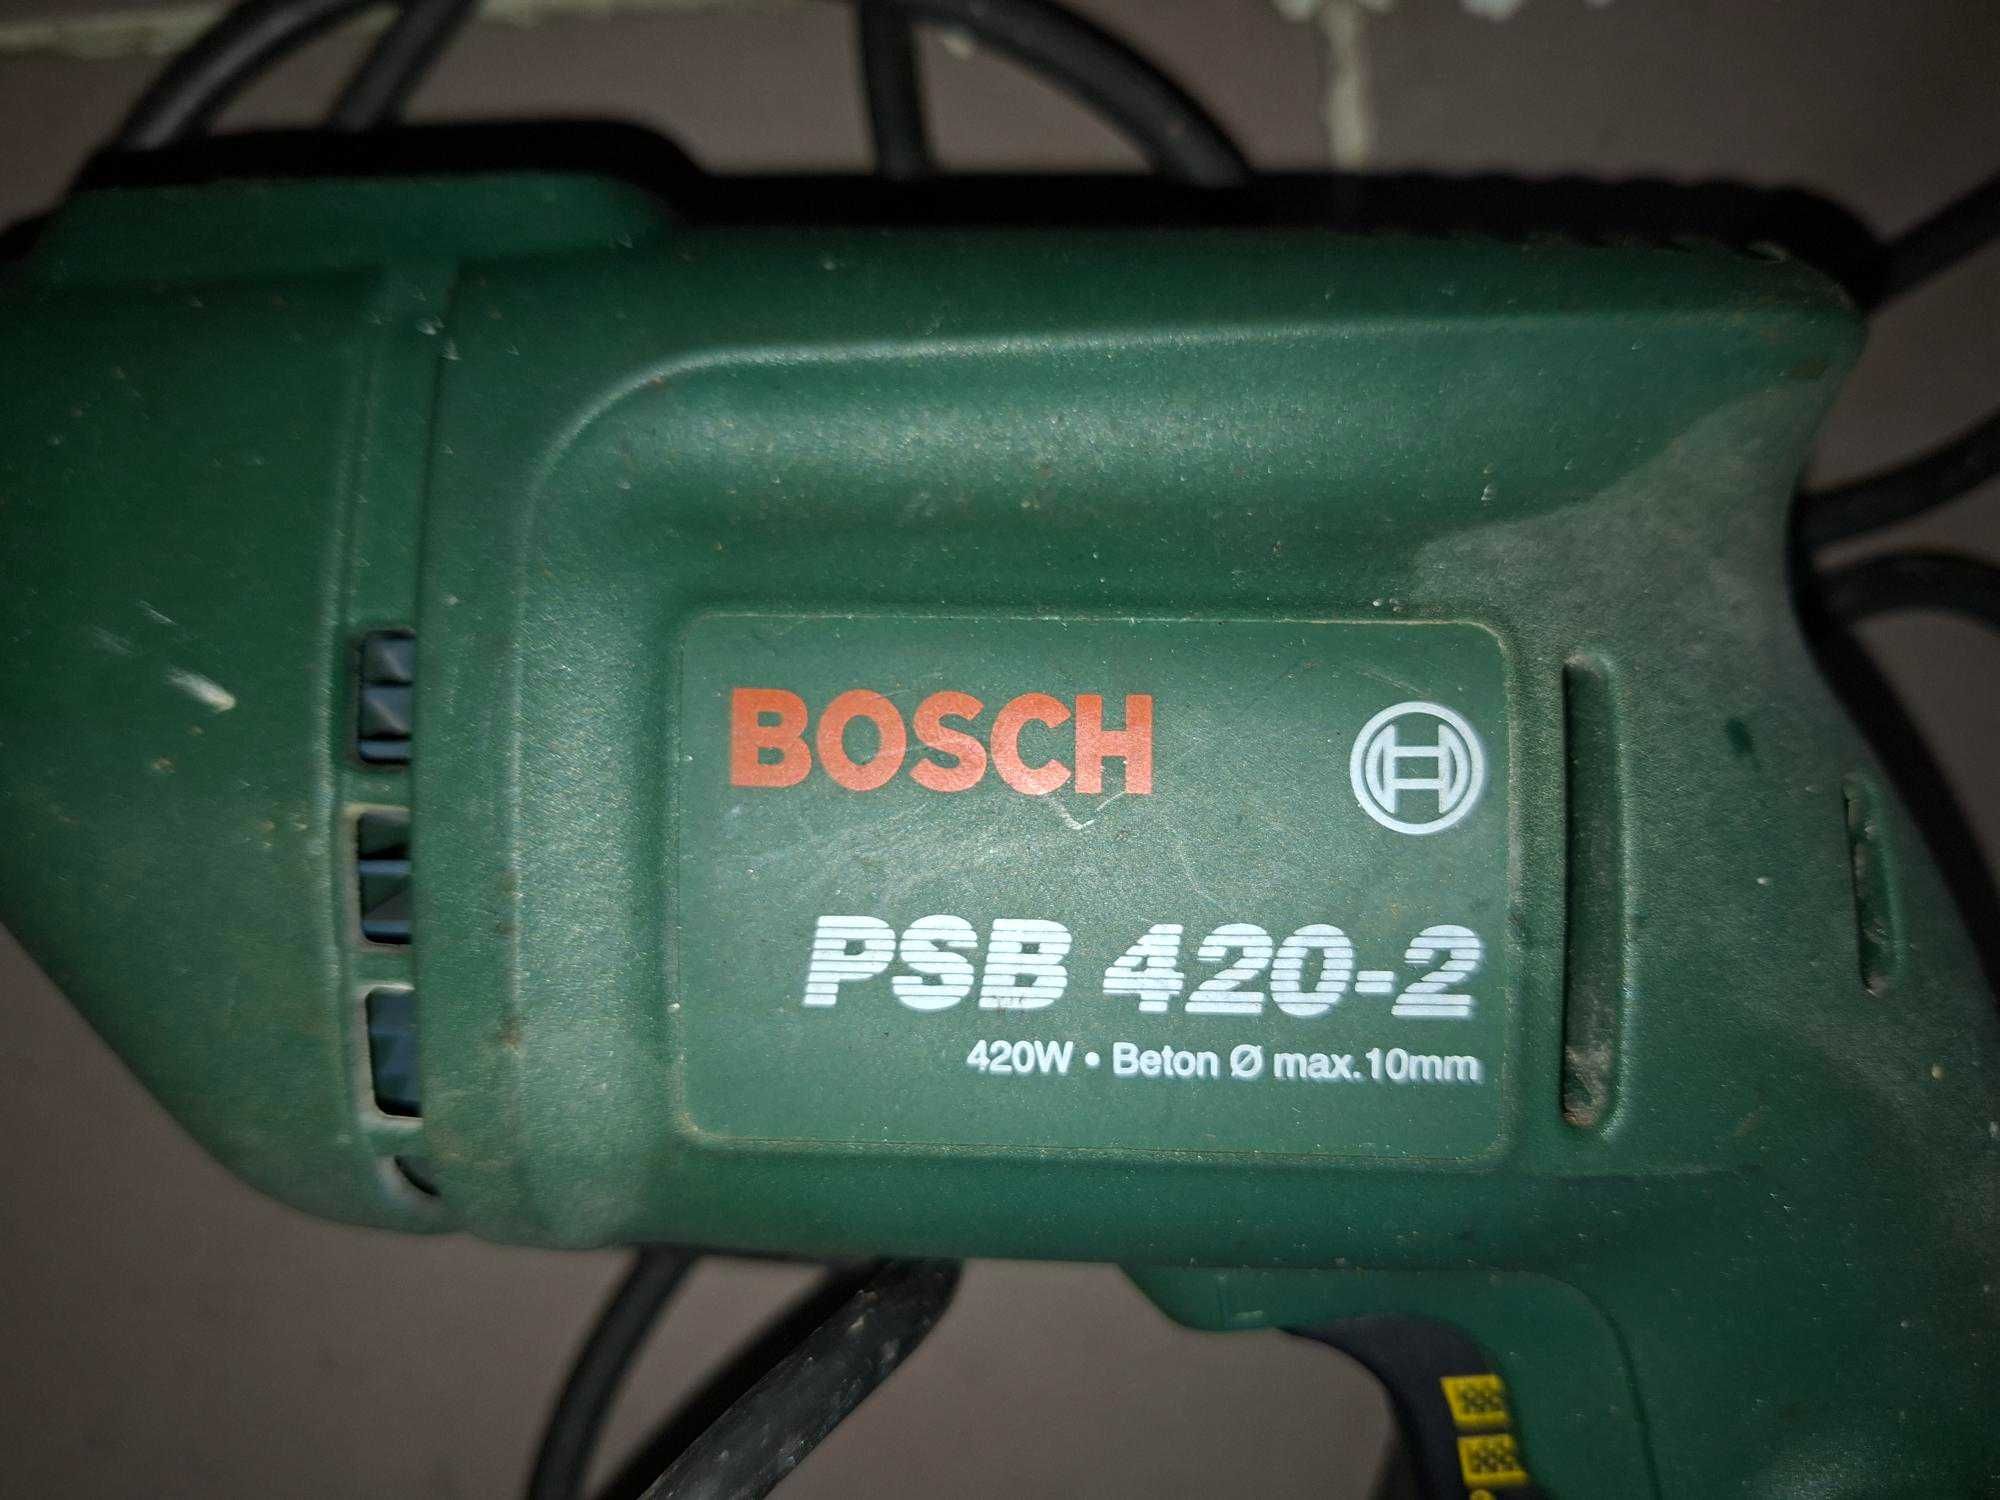 BOSCH
PSB 420-2
420W • Beton Ø max.10mm